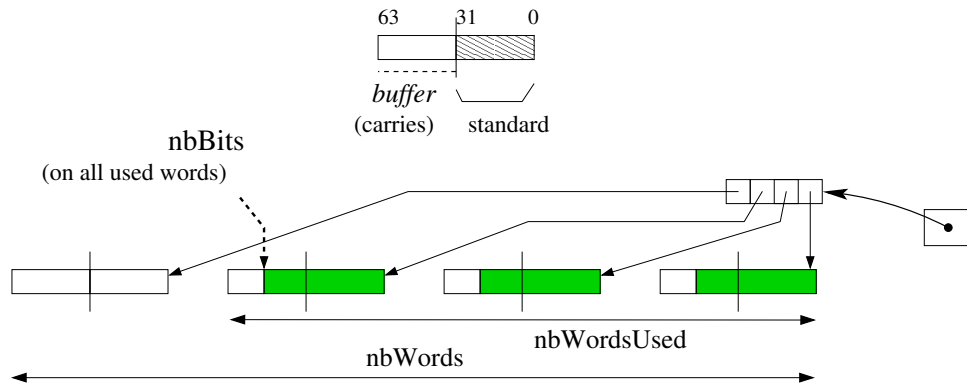 63 31 0
buffer
(carries) standard
nbBits
(on all used words)
nbWordsUsed
nbWords